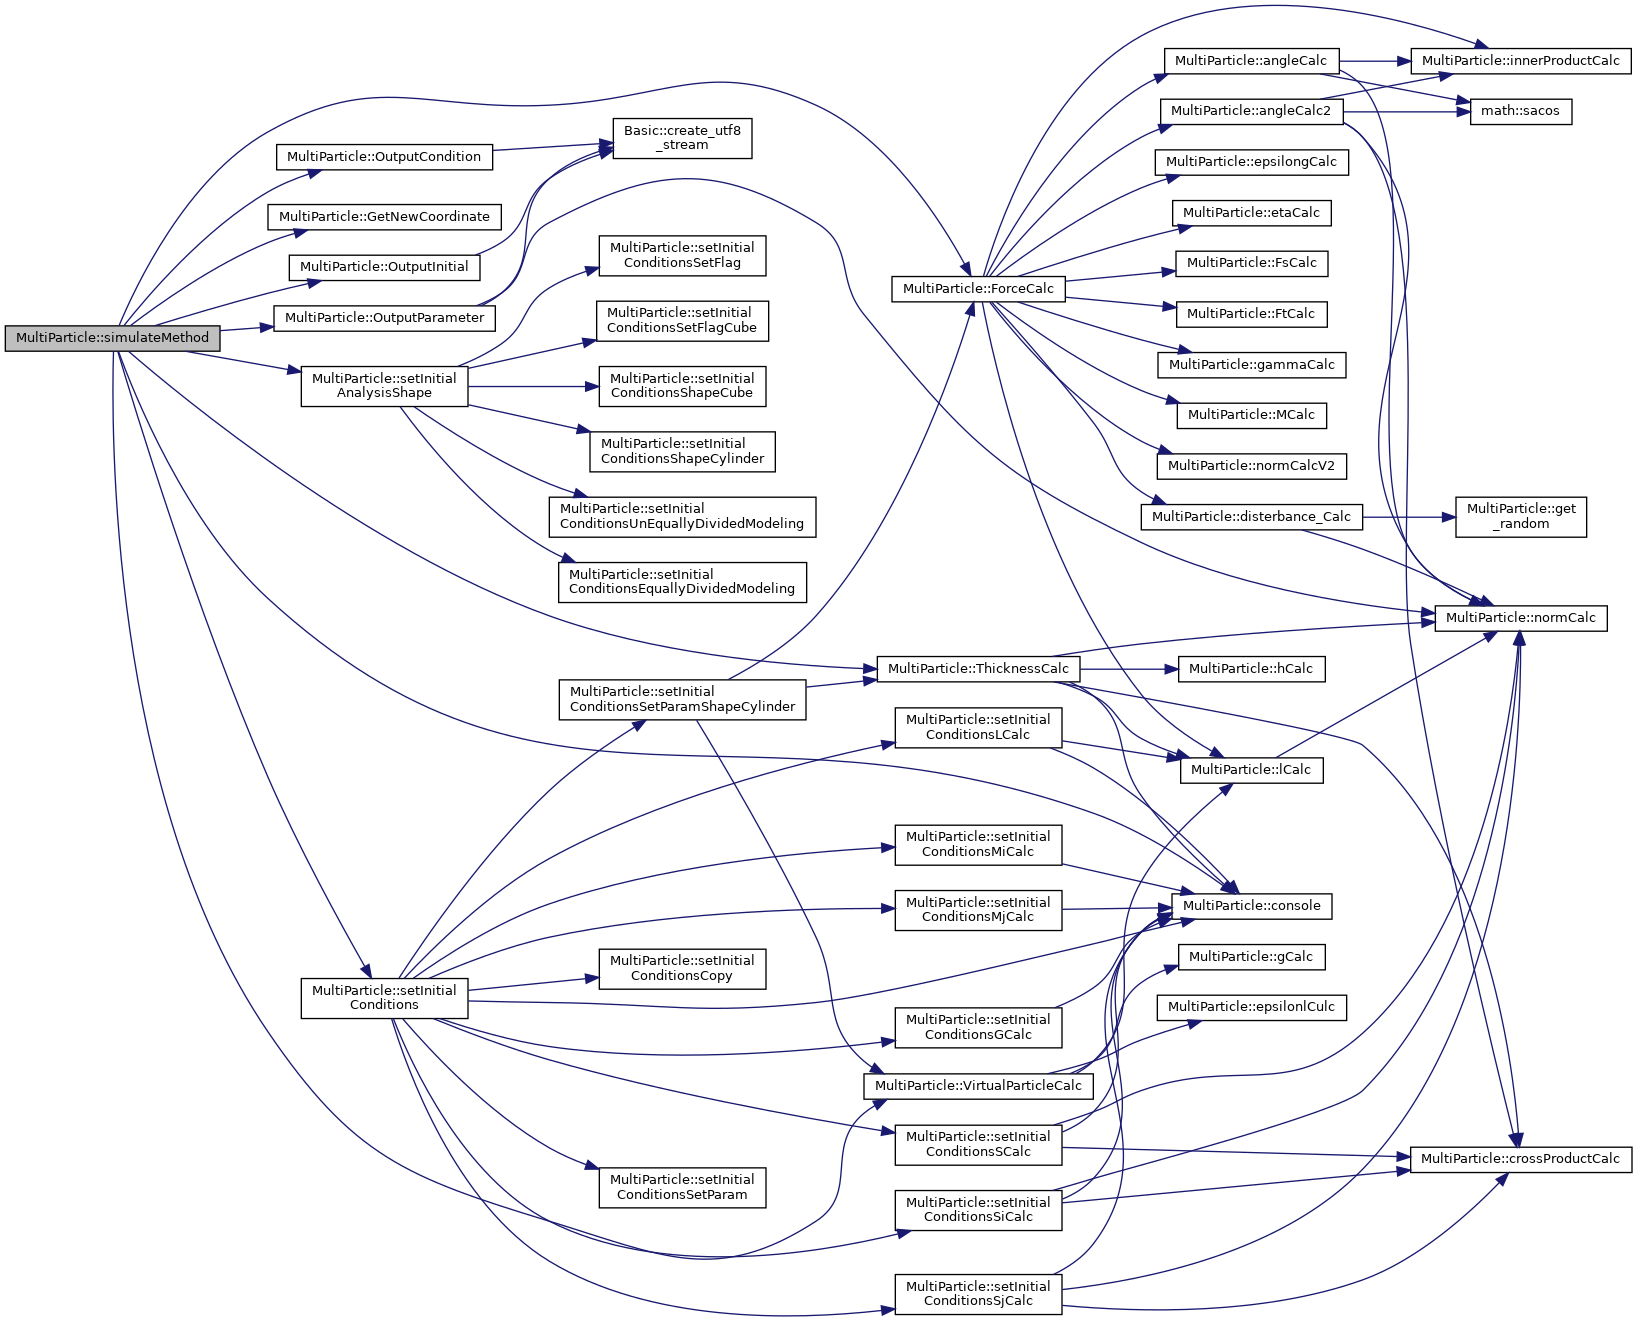 MultiParticle::simulateMethod
MultiParticle::OutputCondition
MultiParticle::GetNewCoordinate
MultiParticle::OutputInitial
MultiParticle::OutputParameter
MultiParticle::setInitial
AnalysisShape
MultiParticle::setInitial
Conditions
Basic::create_utf8
_stream
MultiParticle::setInitial
ConditionsSetFlag
MultiParticle::setInitial
ConditionsSetFlagCube
MultiParticle::setInitial
ConditionsShapeCube
MultiParticle::setInitial
ConditionsShapeCylinder
MultiParticle::setInitial
ConditionsUnEquallyDividedModeling
MultiParticle::setInitial
ConditionsEquallyDividedModeling
MultiParticle::setInitial
ConditionsSetParamShapeCylinder
MultiParticle::setInitial
ConditionsCopy
MultiParticle::setInitial
ConditionsSetParam
MultiParticle::ForceCalc
MultiParticle::ThicknessCalc
MultiParticle::setInitial
ConditionsLCalc
MultiParticle::setInitial
ConditionsMiCalc
MultiParticle::setInitial
ConditionsMjCalc
MultiParticle::setInitial
ConditionsGCalc
MultiParticle::VirtualParticleCalc
MultiParticle::setInitial
ConditionsSCalc
MultiParticle::setInitial
ConditionsSiCalc
MultiParticle::setInitial
ConditionsSjCalc
MultiParticle::angleCalc
MultiParticle::angleCalc2
MultiParticle::epsilongCalc
MultiParticle::etaCalc
MultiParticle::FsCalc
MultiParticle::FtCalc
MultiParticle::gammaCalc
MultiParticle::MCalc
MultiParticle::normCalcV2
MultiParticle::disterbance_Calc
MultiParticle::hCalc
MultiParticle::lCalc
MultiParticle::console
MultiParticle::gCalc
MultiParticle::epsilonlCulc
MultiParticle::innerProductCalc
math::sacos
MultiParticle::get
_random
MultiParticle::normCalc
MultiParticle::crossProductCalc